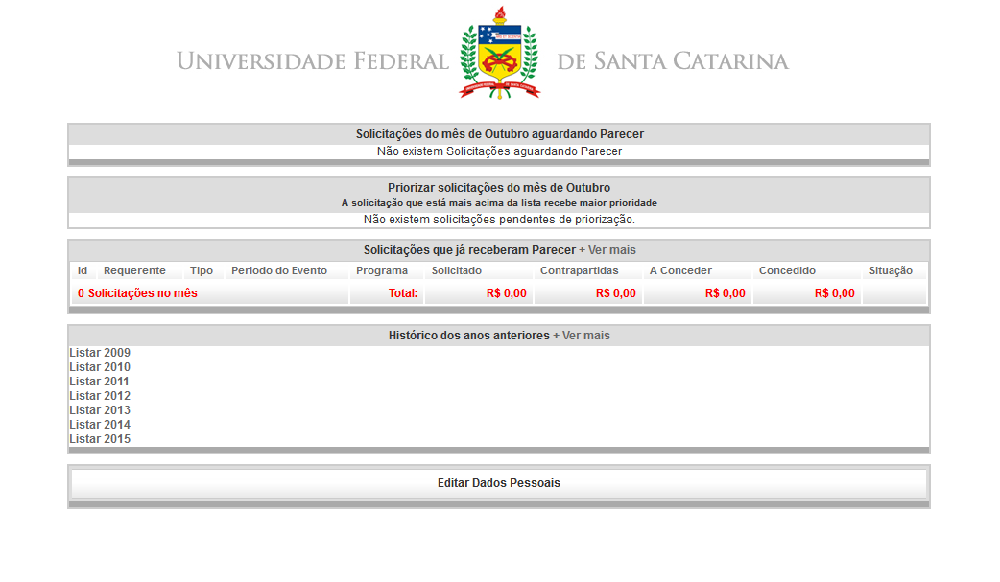 UNIVERSIDADE FEDERAL DE SANTA CATARINA
Solicitações do mês de Outubro aguardando Parecer
Não existem Solicitações aguardando Parecer
Priorizar solicitações do mês de Outubro
A solicitação que está mais acima da lista recebe maior prioridade
Não existem solicitações pendentes de priorização.
Solicitações que já receberam Parecer + Ver mais
Id Requerente Tipo Periodo do Evento Programa Solicitado Contrapartidas A Conceder Concedido Situação
0 Solicitações no mês Total: R$ 0,00 R$ 0,00 R$ 0,00 R$ 0,00
Histórico dos anos anteriores + Ver mais
Listar 2009
Listar 2010
Listar 2011
Listar 2012
Listar 2013
Listar 2014
Listar 2015
Editar Dados Pessoais